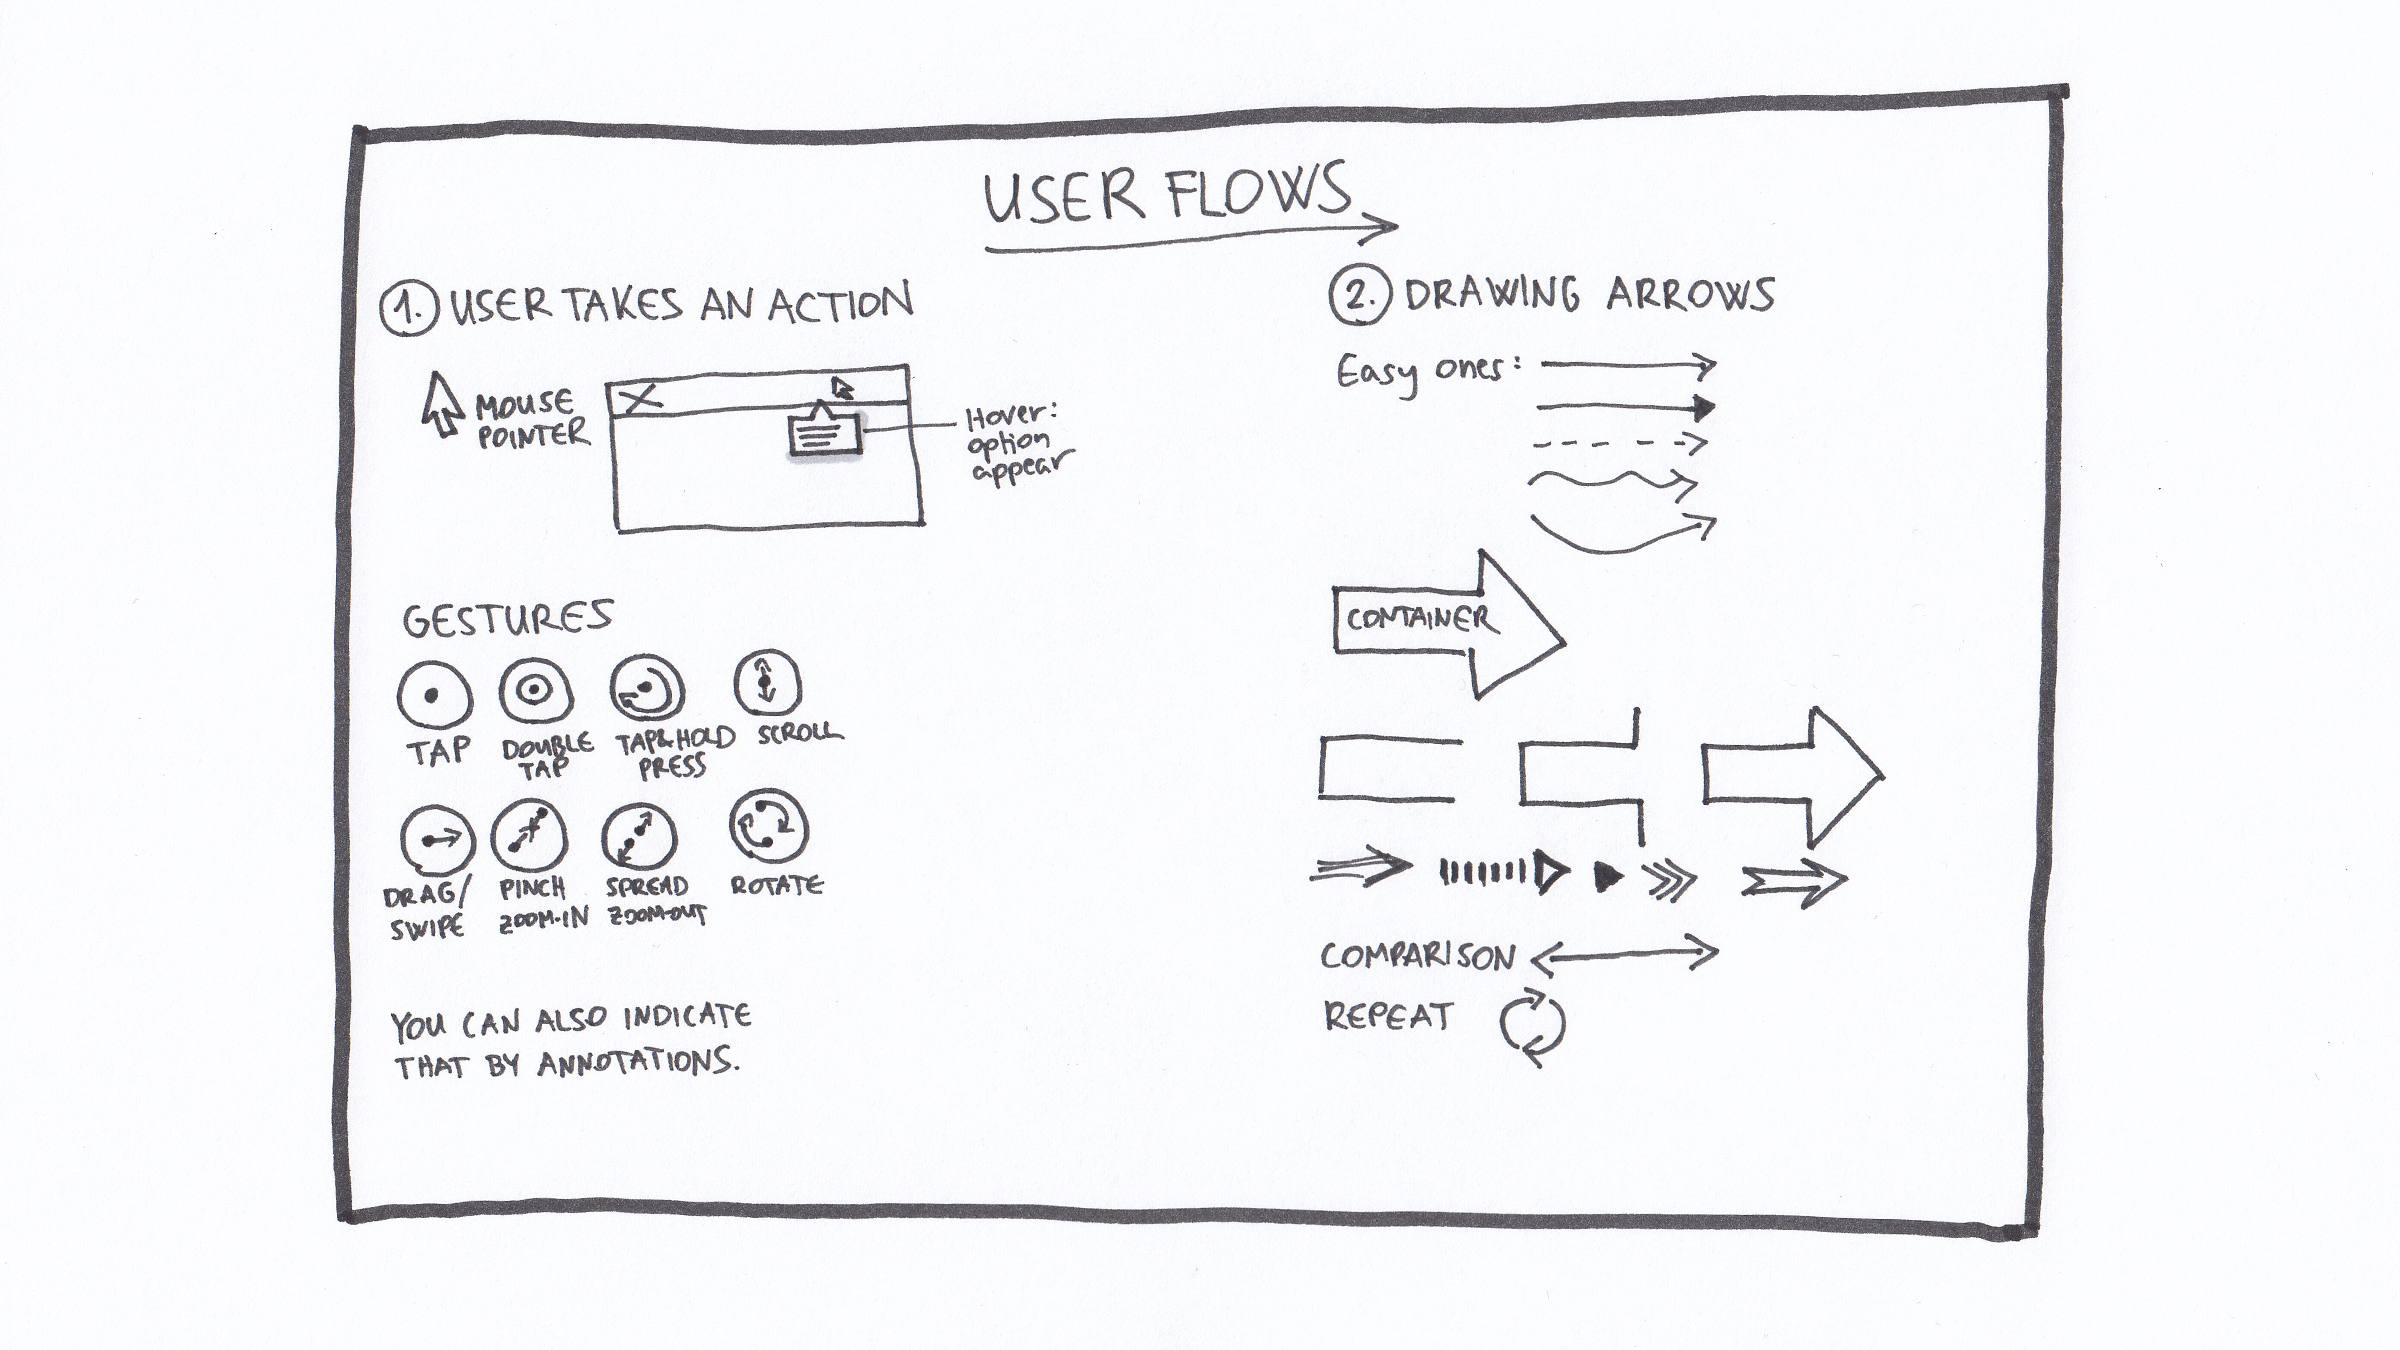 USER FLOWS
1. USER TAKES AN ACTION
MOUSE
POINTER
Hover:
option
appear
GESTURES
TAP
DOUBLE
TAP
TAP&HOLD
PRESS
SCROLL
DRAG/
SWIPE
PINCH
ZOOM-IN
SPREAD
ZOOM-OUT
ROTATE
YOU CAN ALSO INDICATE
THAT BY ANNOTATIONS.
2. DRAWING ARROWS
Easy ones:
CONTAINER
COMPARISON
REPEAT